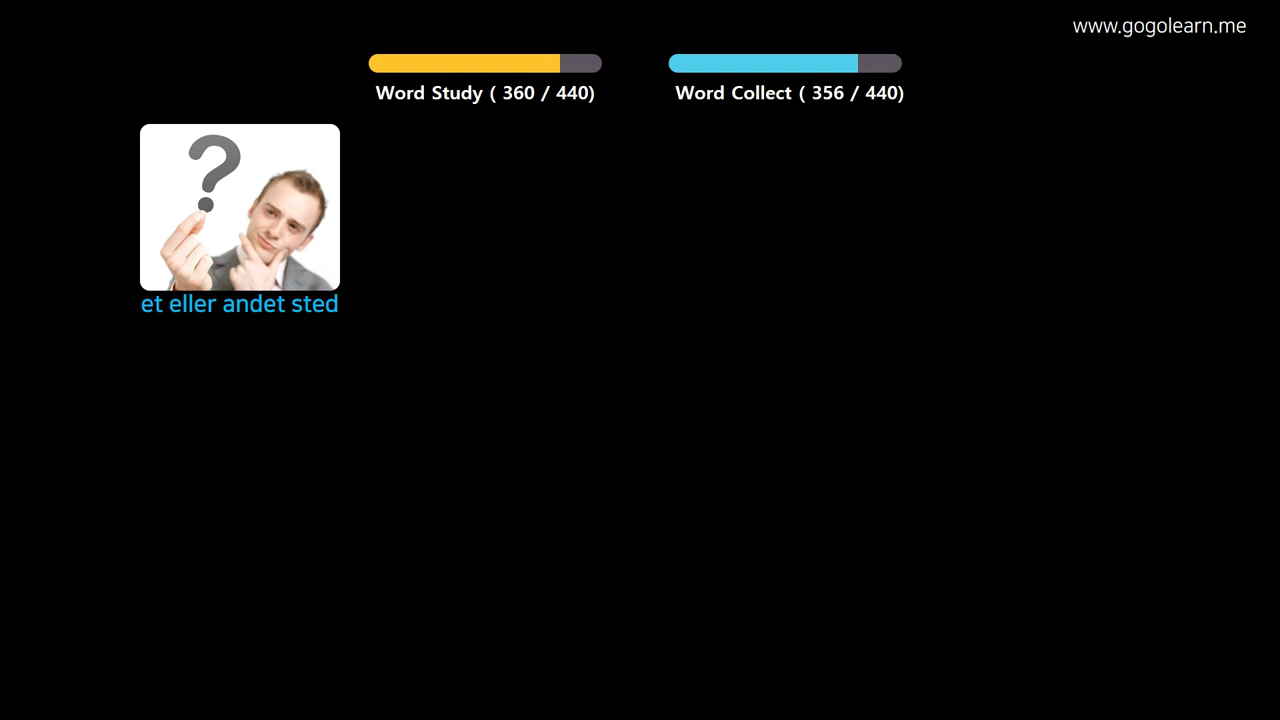 www.gogolearn.me
Word Study ( 360 / 440)
Word Collect ( 356 / 440)
?
et eller andet sted